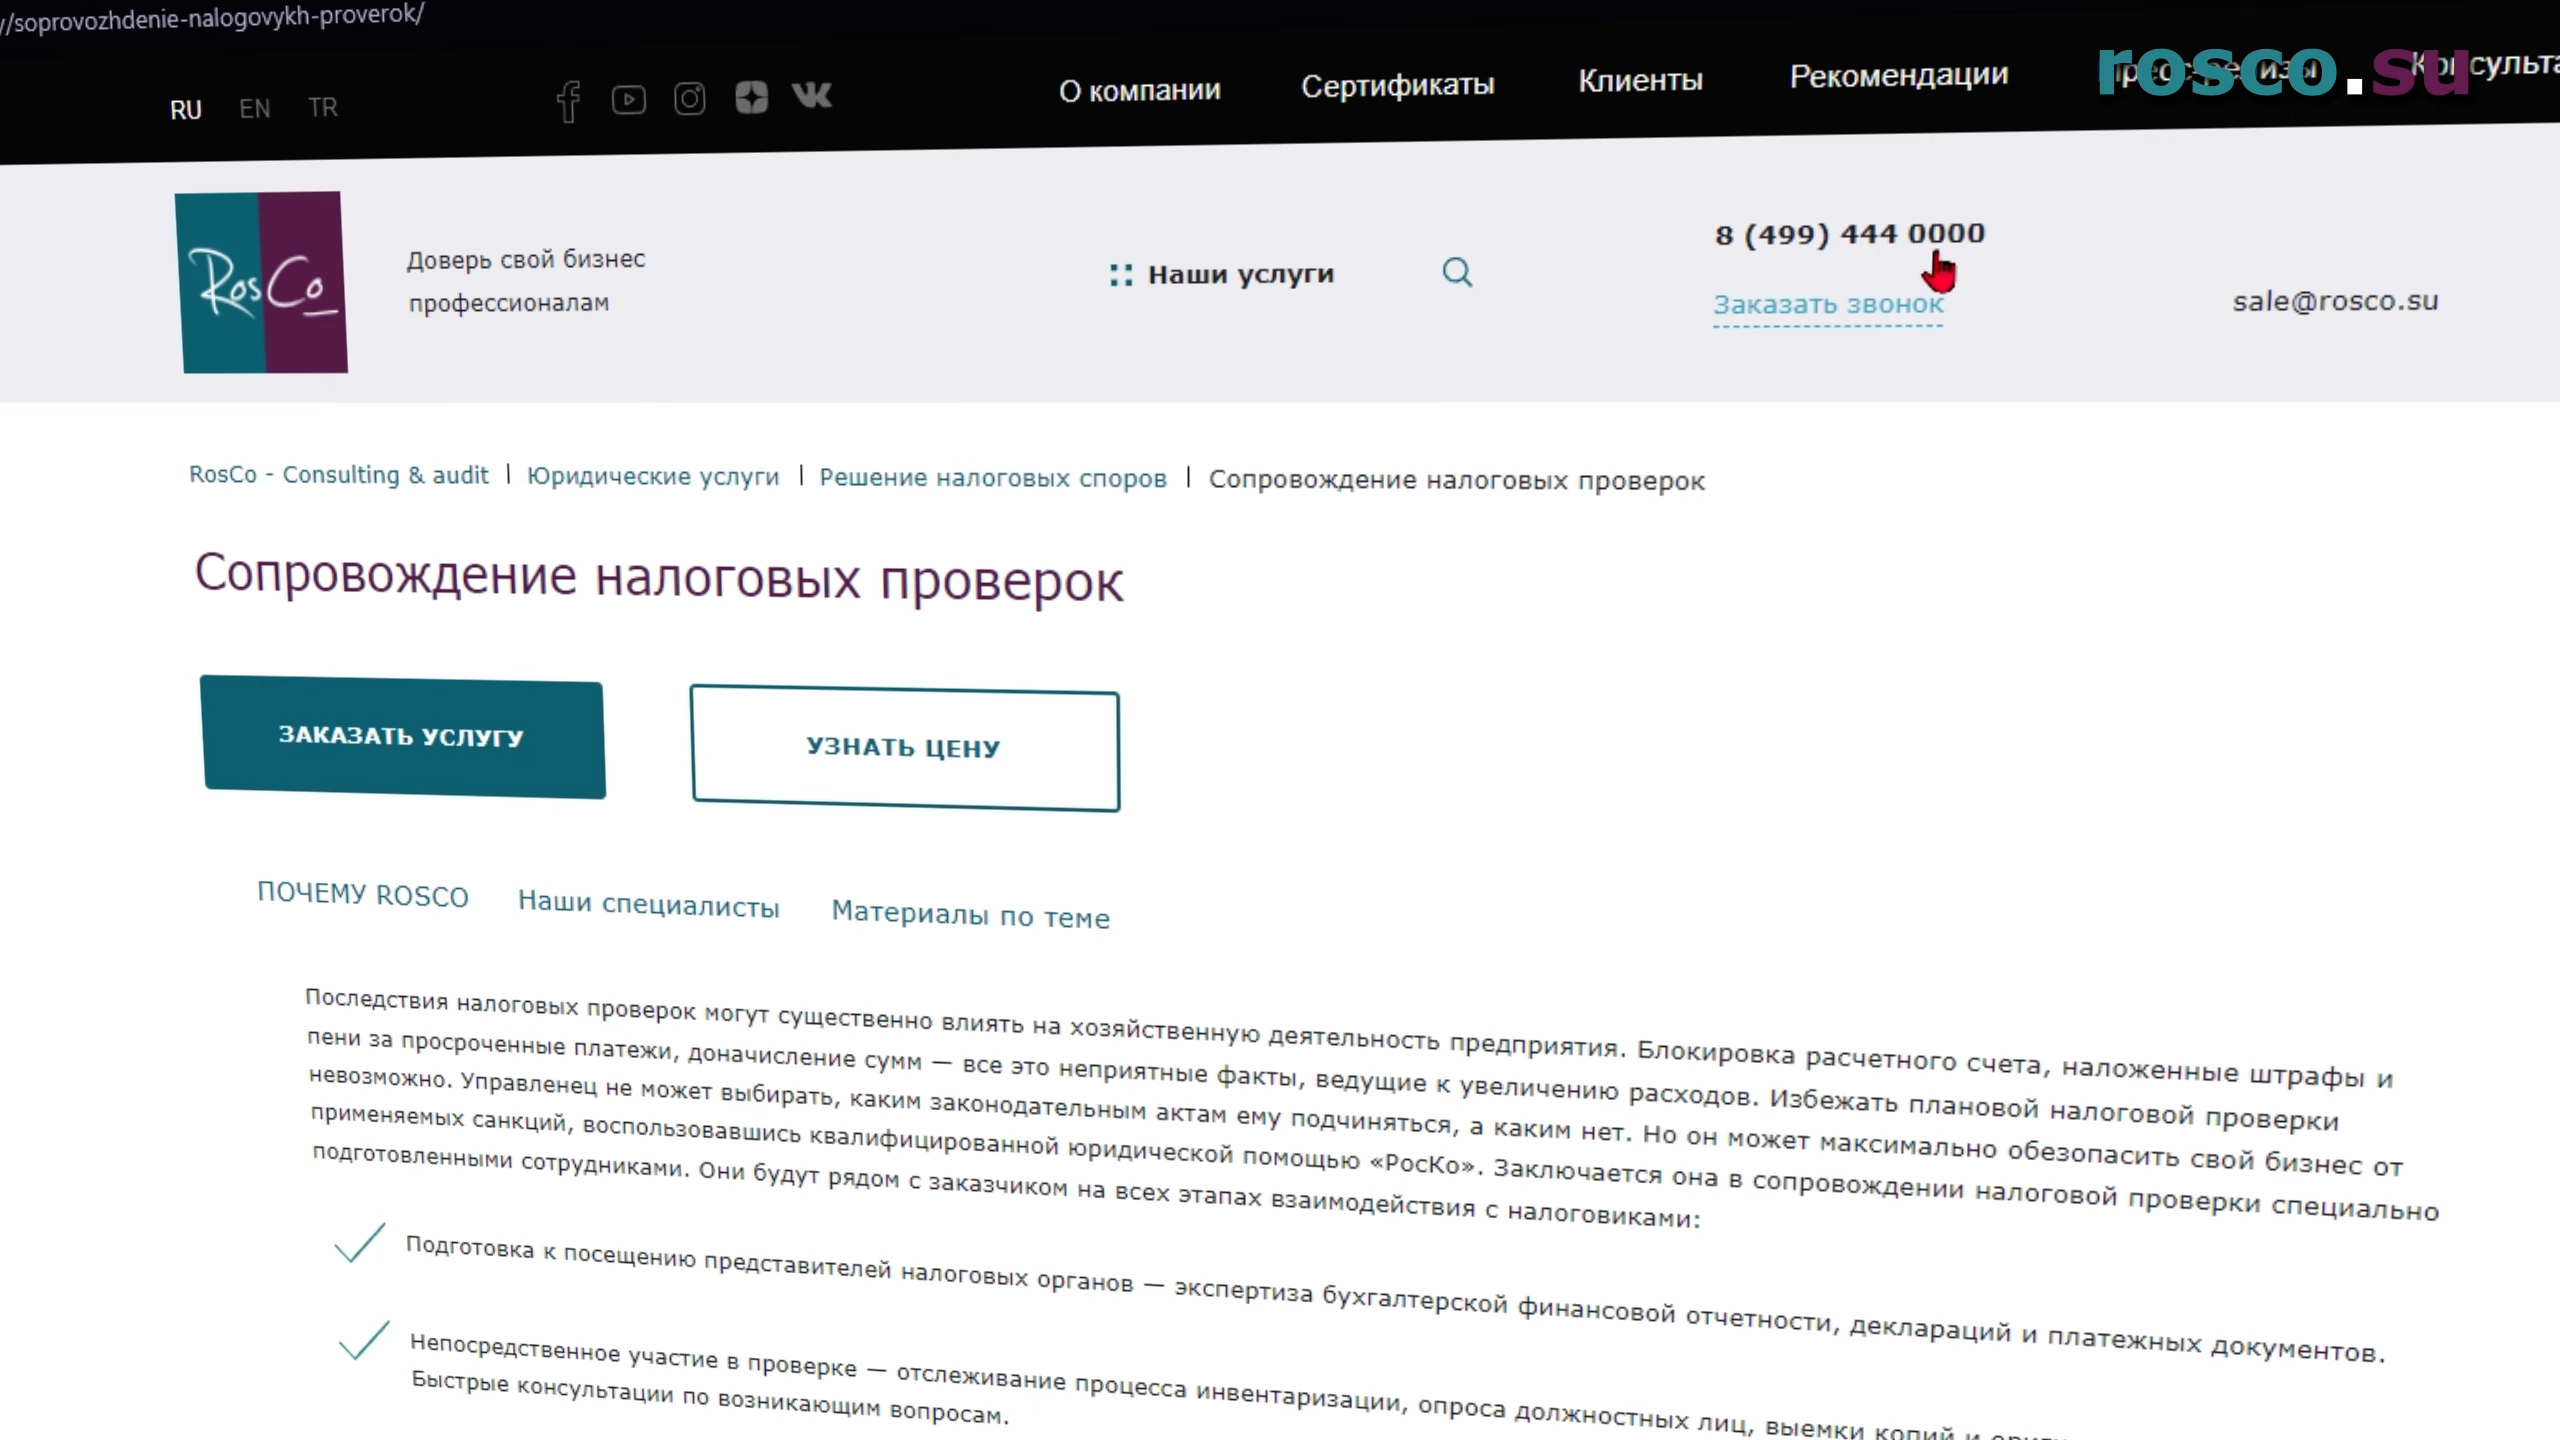 /soprovozhdenie-nalogovykh-proverok/
RU EN TR
О компании Сертификаты Клиенты Рекомендации
rosco.su
RosCo
Доверь свой бизнес
профессионалам
Наши услуги
8 (499) 444 0000
Заказать звонок
sale@rosco.su
RosCo - Consulting & audit | Юридические услуги | Решение налоговых споров | Сопровождение налоговых проверок
Сопровождение налоговых проверок
ЗАКАЗАТЬ УСЛУГУ
УЗНАТЬ ЦЕНУ
ПОЧЕМУ ROSCO Наши специалисты Материалы по теме
Последствия налоговых проверок могут существенно влиять на хозяйственную деятельность предприятия. Блокировка расчетного счета, наложенные штрафы и
пени за просроченные платежи, доначисление сумм — все это неприятные факты, ведущие к увеличению расходов. Избежать плановой налоговой проверки
невозможно. Управленец не может выбирать, каким законодательным актам ему подчиняться, а каким нет. Но он может максимально обезопасить свой бизнес от
применяемых санкций, воспользовавшись квалифицированной юридической помощью «РосКо». Заключается она в сопровождении налоговой проверки специально
подготовленными сотрудниками. Они будут рядом с заказчиком на всех этапах взаимодействия с налоговиками:
Подготовка к посещению представителей налоговых органов — экспертиза бухгалтерской финансовой отчетности, деклараций и платежных документов.
Непосредственное участие в проверке — отслеживание процесса инвентаризации, опроса должностных лиц, выемки копий и
Быстрые консультации по возникающим вопросам.